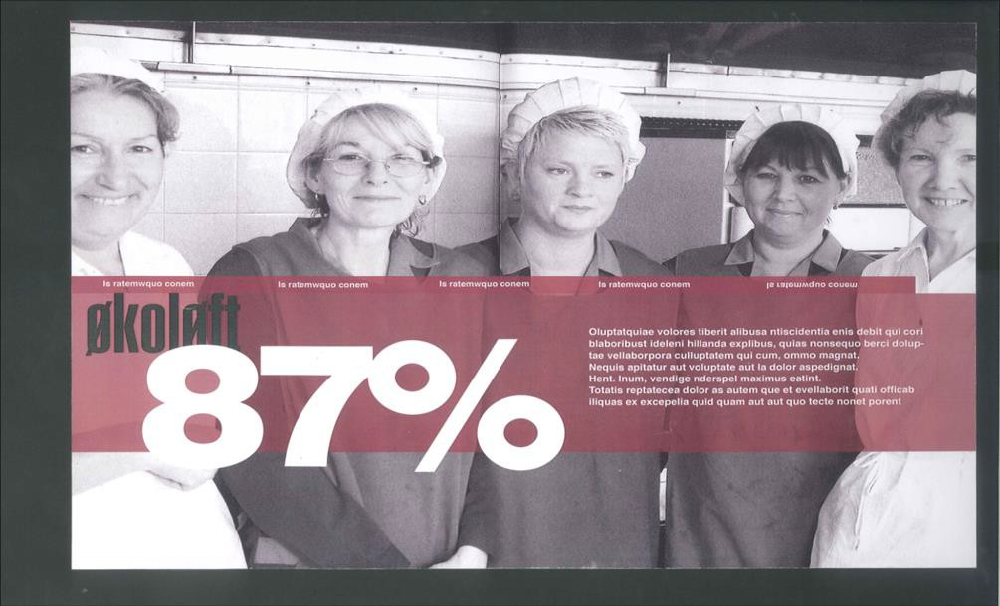 Is ratemwquo conem
Is ratemwquo conem
Is ratemwquo conem
Is ratemwquo conem
Is ratemwquo conem
økoløft
87%
Oluptatquiae volores tiberit alibusa ntiscidentia enis debit qui cori
blaboribust ideleni hillanda explibus, quias nonsequo berci dolup-
tae vellaborpora culluptatem qui cum, ommo magnat.
Nequis apitatur aut voluptate aut la dolor aspedignat.
Hent. Inum, vendige nderspel maximus eatint.
Totatis reptatecea dolor as autem que et evellaborit quati officab
iliquas ex excepelia quid quam aut aut quo tecte nonet porent